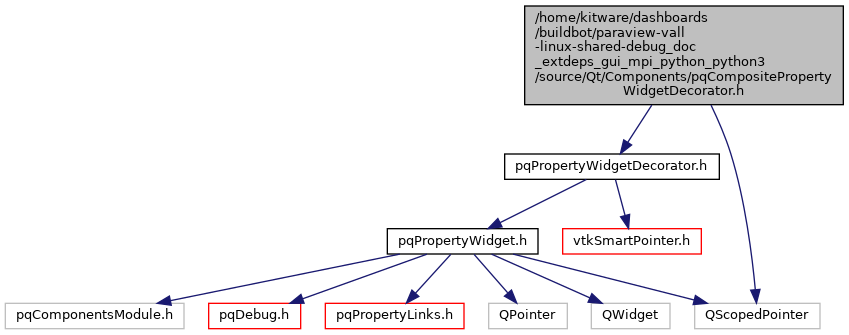 /home/kitware/dashboards
/buildbot/paraview-vall
-linux-shared-debug_doc
_extdeps_gui_mpi_python_python3
/source/Qt/Components/pqCompositeProperty
WidgetDecorator.h
pqPropertyWidgetDecorator.h
pqPropertyWidget.h
vtkSmartPointer.h
pqComponentsModule.h
pqDebug.h
pqPropertyLinks.h
QPointer
QWidget
QScopedPointer